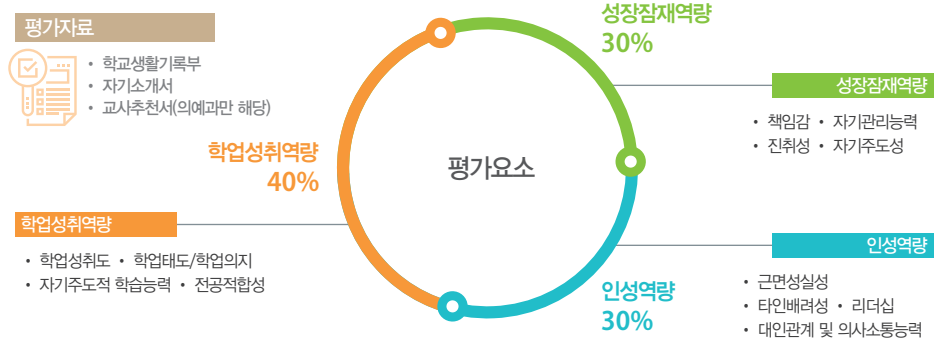 평가자료
• 학교생활기록부
• 자기소개서
• 교사추천서(의예과만 해당)
성장잠재역량
30%
성장잠재역량
• 책임감 • 자기관리능력
• 진취성 • 자기주도성
학업성취역량
40%
평가요소
학업성취역량
• 학업성취도 • 학업태도/학업의지
• 자기주도적 학습능력 • 전공적합성
인성역량
30%
인성역량
• 근면성실성
• 타인배려성 • 리더십
• 대인관계 및 의사소통능력